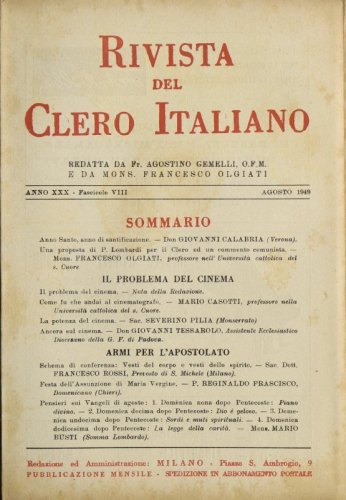 RIVISTA
DEL
CLERO ITALIANO
REDATTA DA Fr. AGOSTINO GEMELLI, O.F.M.
E DA MONS. FRANCESCO OLGIATI
ANNO XXX - Fascicolo VIII AGOSTO 1949
SOMMARIO
Anno Santo, anno di santificazione. — Don GIOVANNI CALABRIA (Verona).
Una proposta di P. Lombardi per il Clero ed un commento comunista. —
Mons. FRANCESCO OLGIATI, professore nell'Università cattolica del
s. Cuore
IL PROBLEMA DEL CINEMA
Il problema del cinema. — Nota della Redazione.
Come fu che andai al cinematografo. — MARIO CASOTTI, professore nella
Università cattolica del s. Cuore.
La potenza del cinema. — Sac. SEVERINO PILIA (Monserrato)
Ancora sul cinema. — Don GIOVANNI TESSAROLO, Assistente Ecclesiastico
Diocesano della G. F. di Padova.
ARMI PER L'APOSTOLATO
Schema di conferenza: Vesti del corpo e vesti dello spirito. — Sac. Dott.
FRANCESCO ROSSI, Prevosto di S. Michele (Milano).
Festa dell'Assunzione di Maria Vergine. — P. REGINALDO FRASCISCO,
Domenicano (Chieri).
Pensieri sui Vangeli di agosto: 1. Domenica nona dopo Pentecoste: Piano
divino. — 2. Domenica decima dopo Pentecoste: Dio è geloso. — 3. Dome-
nica undecima dopo Pentecoste: Sordi e muti spirituali. — 4. Domenica
dodicesima dopo Pentecoste: La legge della carità. — Mons. MARIO
BUSTI (Somma Lombardo).
Redazione ed Amministrazione: MILANO - Piazza S. Ambrogio, 9
PUBBLICAZIONE MENSILE - SPEDIZIONE IN ABBONAMENTO POSTALE